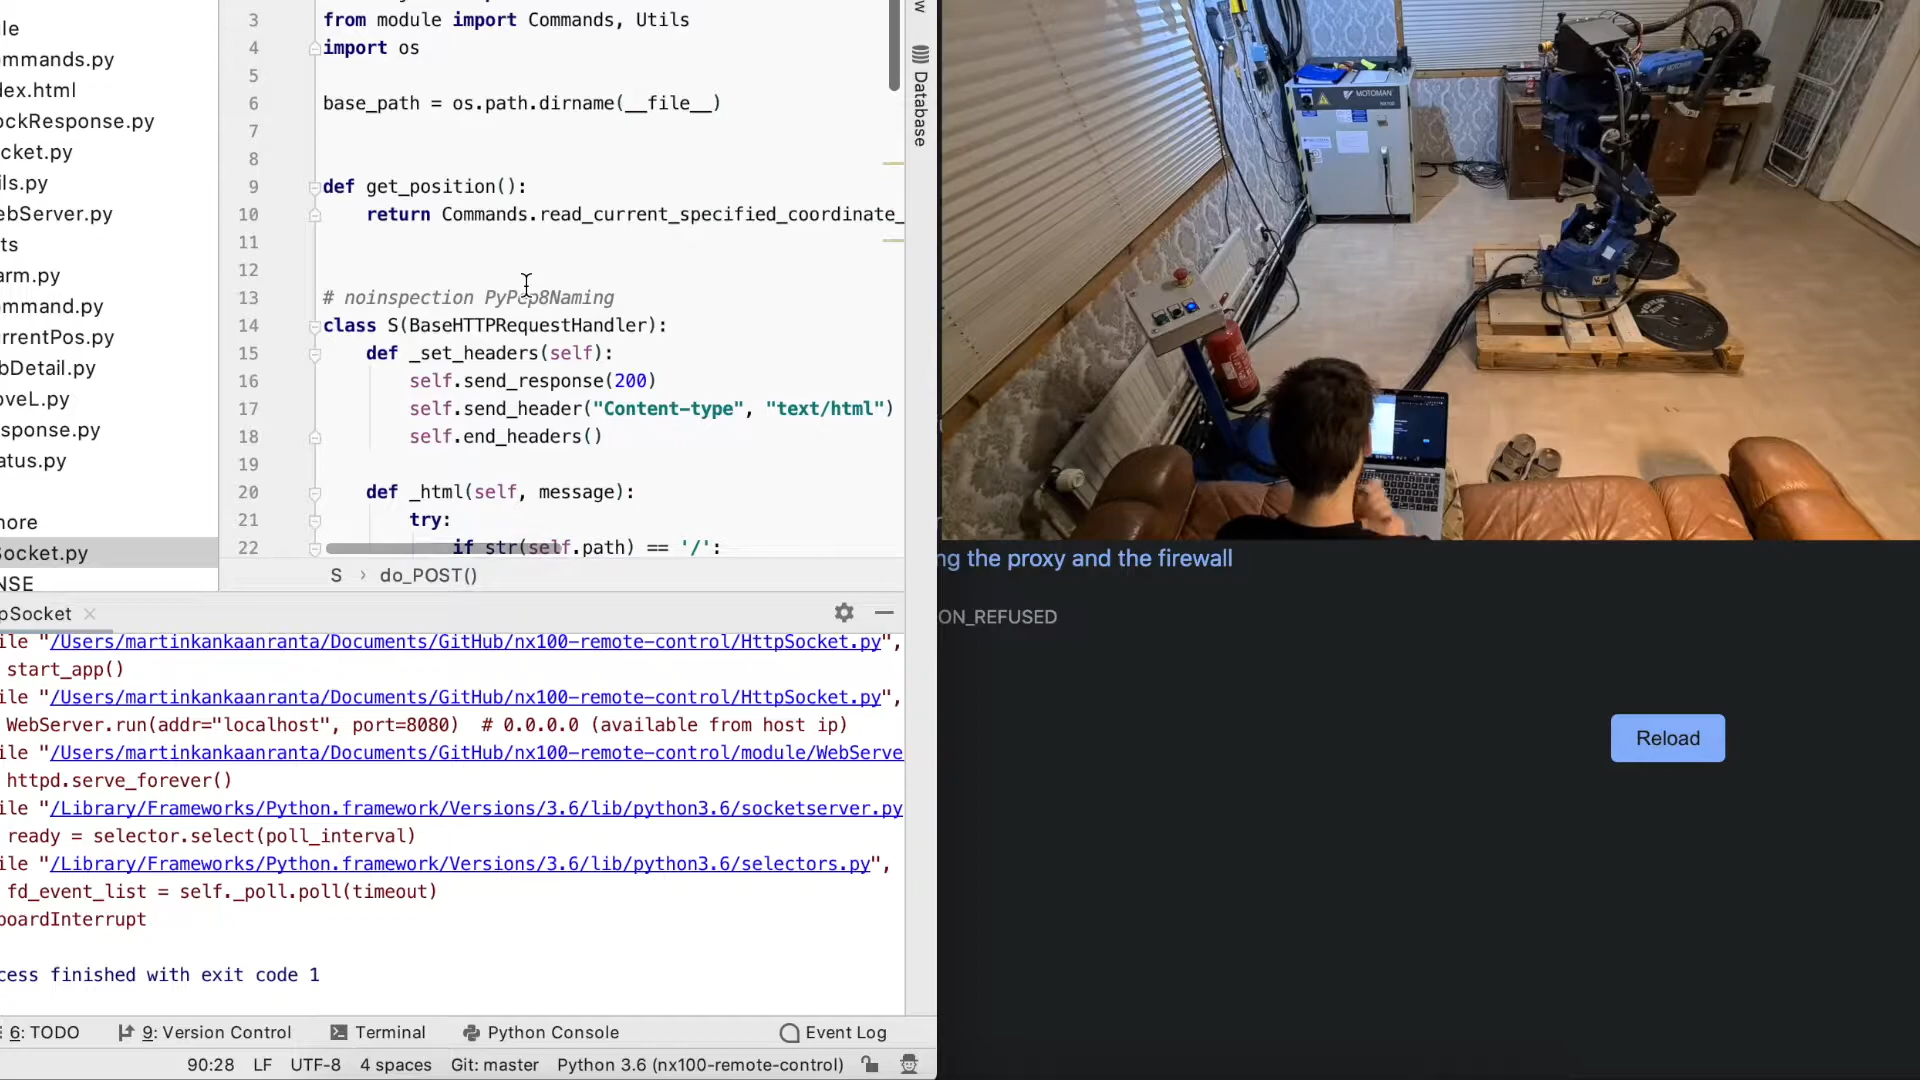 le
mmands.py
dex.html
ockResponse.py
cket.py
ils.py
ebServer.py
ts
arm.py
ommand.py
urrentPos.py
bDetail.py
oveL.py
sponse.py
atus.py
nore
Socket.py
NSE
3 from module import Commands, Utils
4 import os
5
6 base_path = os.path.dirname(__file__)
7
8
9 def get_position():
10 return Commands.read_current_specified_coordinate_
11
12
13 # noinspection PyPep8Naming
14 class S(BaseHTTPRequestHandler):
15 def _set_headers(self):
16 self.send_response(200)
17 self.send_header("Content-type", "text/html")
18 self.end_headers()
19
20 def _html(self, message):
21 try:
22 if str(self.path) == '/':
S › do_POST()
w
Database
pSocket
ile "/Users/martinkankaanranta/Documents/GitHub/nx100-remote-control/HttpSocket.py",
start_app()
ile "/Users/martinkankaanranta/Documents/GitHub/nx100-remote-control/HttpSocket.py",
WebServer.run(addr="localhost", port=8080) # 0.0.0.0 (available from host ip)
ile "/Users/martinkankaanranta/Documents/GitHub/nx100-remote-control/module/WebServe
httpd.serve_forever()
ile "/Library/Frameworks/Python.framework/Versions/3.6/lib/python3.6/socketserver.py
ready = selector.select(poll_interval)
ile "/Library/Frameworks/Python.framework/Versions/3.6/lib/python3.6/selectors.py",
fd_event_list = self._poll.poll(timeout)
boardInterrupt
cess finished with exit code 1
6: TODO
9: Version Control
Terminal
Python Console
Event Log
90:28 LF UTF-8 4 spaces Git: master Python 3.6 (nx100-remote-control)
MOTOMAN
NX100
ng the proxy and the firewall
ON_REFUSED
Reload